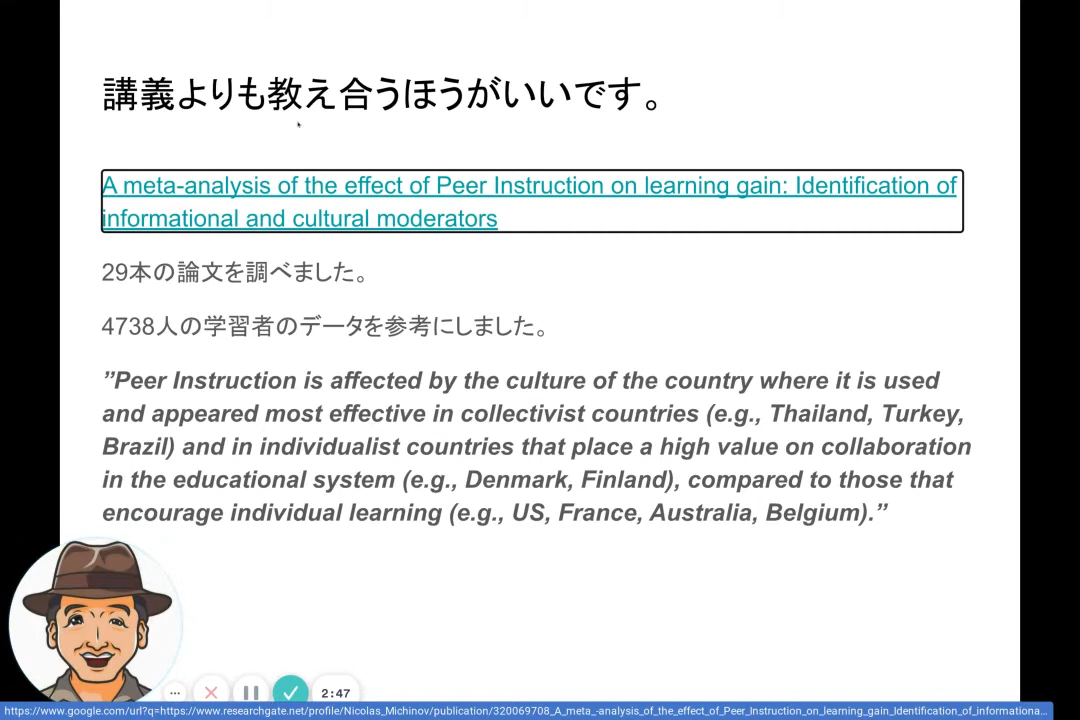 講義よりも教え合うほうがいいです。
A meta-analysis of the effect of Peer Instruction on learning gain: Identification of
informational and cultural moderators
29本の論文を調べました。
4738人の学習者のデータを参考にしました。
”Peer Instruction is affected by the culture of the country where it is used
and appeared most effective in collectivist countries (e.g., Thailand, Turkey,
Brazil) and in individualist countries that place a high value on collaboration
in the educational system (e.g., Denmark, Finland), compared to those that
encourage individual learning (e.g., US, France, Australia, Belgium).”
2:47
https://www.google.com/url?q=https://www.researchgate.net/profile/Nicolas_Michinov/publication/320069708_A_meta_-analysis_of_the_effect_of_Peer_Instruction_on_learning_gain_Identification_of_informationa...